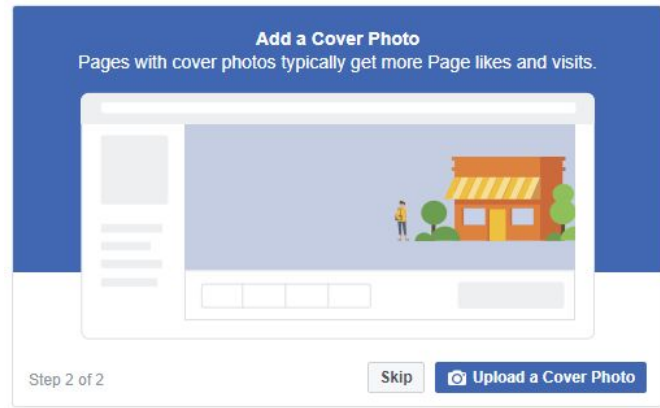 Add a Cover Photo
Pages with cover photos typically get more Page likes and visits.
Step 2 of 2
Skip
Upload a Cover Photo